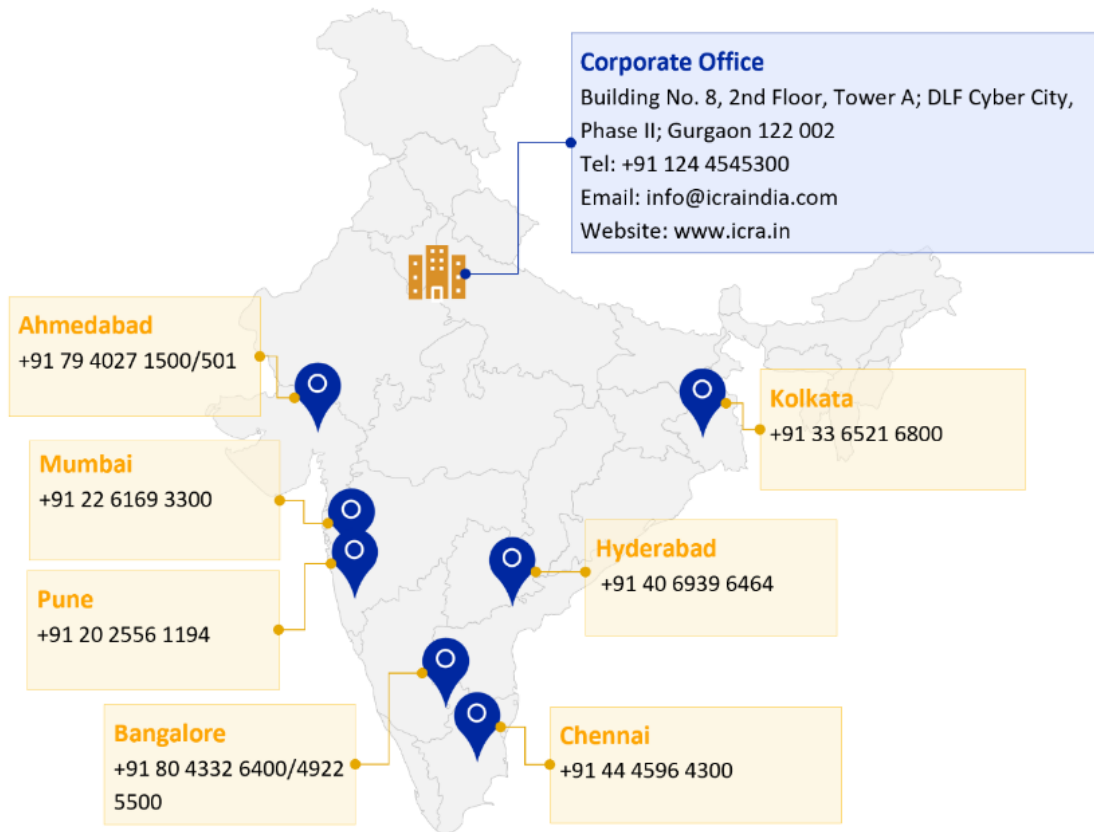 Corporate Office
Building No. 8, 2nd Floor, Tower A; DLF Cyber City,
Phase II; Gurgaon 122 002
Tel: +91 124 4545300
Email: info@icraindia.com
Website: www.icra.in
Ahmedabad
+91 79 4027 1500/501
Kolkata
+91 33 6521 6800
Mumbai
+91 22 6169 3300
Hyderabad
+91 40 6939 6464
Pune
+91 20 2556 1194
Bangalore
+91 80 4332 6400/4922
5500
Chennai
+91 44 4596 4300